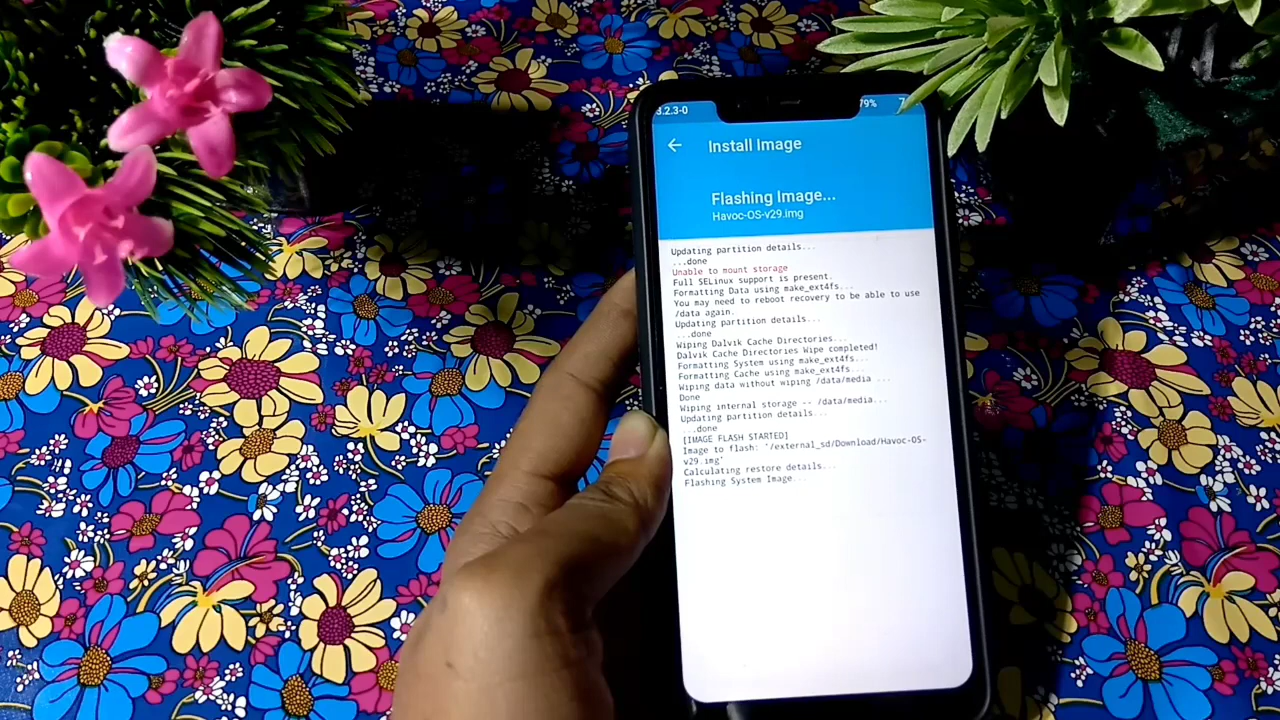 3.2.3-0
79%
Install Image
Flashing Image...
Havoc-OS-v29.img
Updating partition details...
...done
Unable to mount storage
Full SELinux support is present.
Formatting Data using make_ext4fs...
You may need to reboot recovery to be able to use
/data again.
Updating partition details...
...done
Wiping Dalvik Cache Directories...
Dalvik Cache Directories Wipe completed!
Formatting System using make_ext4fs...
Formatting Cache using make_ext4fs...
Wiping data without wiping /data/media ...
Done
Wiping internal storage -- /data/media...
Updating partition details...
...done
[IMAGE FLASH STARTED]
Image to flash: '/external_sd/Download/Havoc-OS-
v29.img'
Calculating restore details...
Flashing System Image...